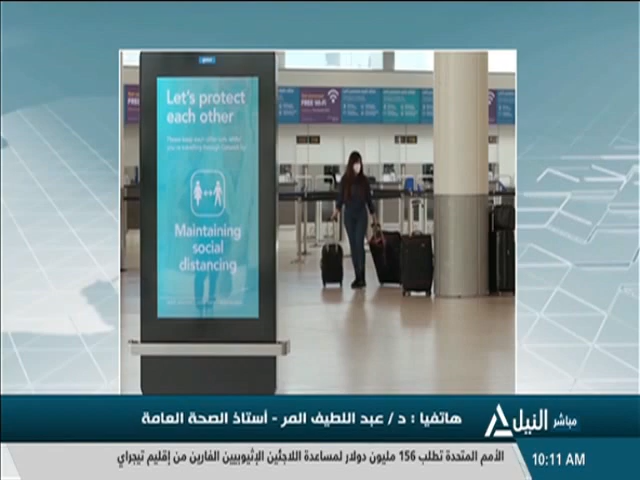 Let's protect
each other
Maintaining
social
distancing
FREE Wi-Fi
هاتفيا : د / عبد اللطيف المر - أستاذ الصحة العامة
النيل مباشر
الأمم المتحدة تطلب 156 مليون دولار لمساعدة اللاجئين الإثيوبيين الفارين من إقليم تيجراي
10:11 AM